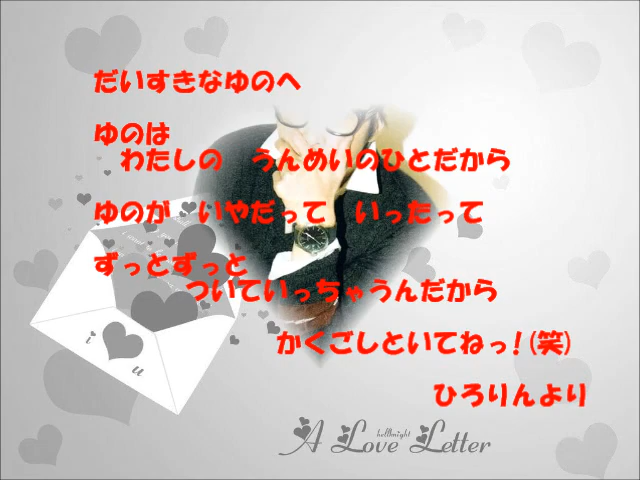 だいすきなゆのへ
ゆのは
わたしの　うんめいのひとだから
ゆのが　いやだって　いったって
ずっとずっと
ついていっちゃうんだから
かくごしといてねっ！(笑)
ひろりんより
i u
hellomight
A Love Letter